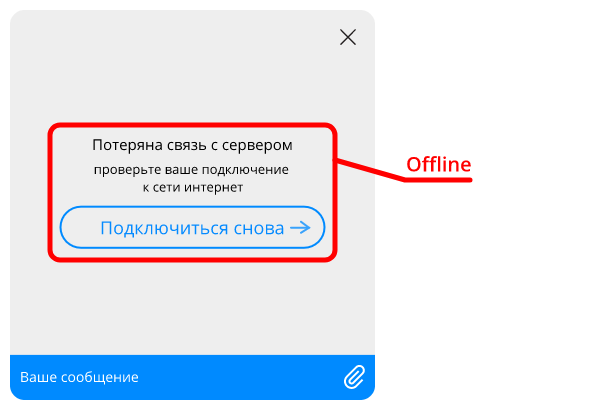 Потеряна связь с сервером
проверьте ваше подключение
к сети интернет
Подключиться снова
Offline
Ваше сообщение